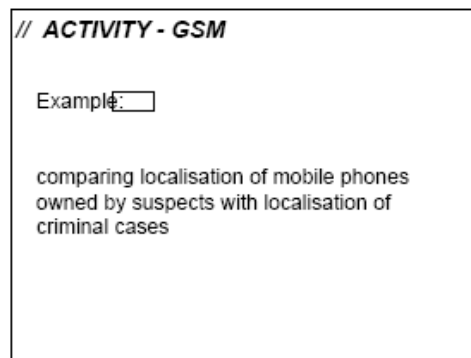 // ACTIVITY - GSM
Example:
comparing localisation of mobile phones
owned by suspects with localisation of
criminal cases